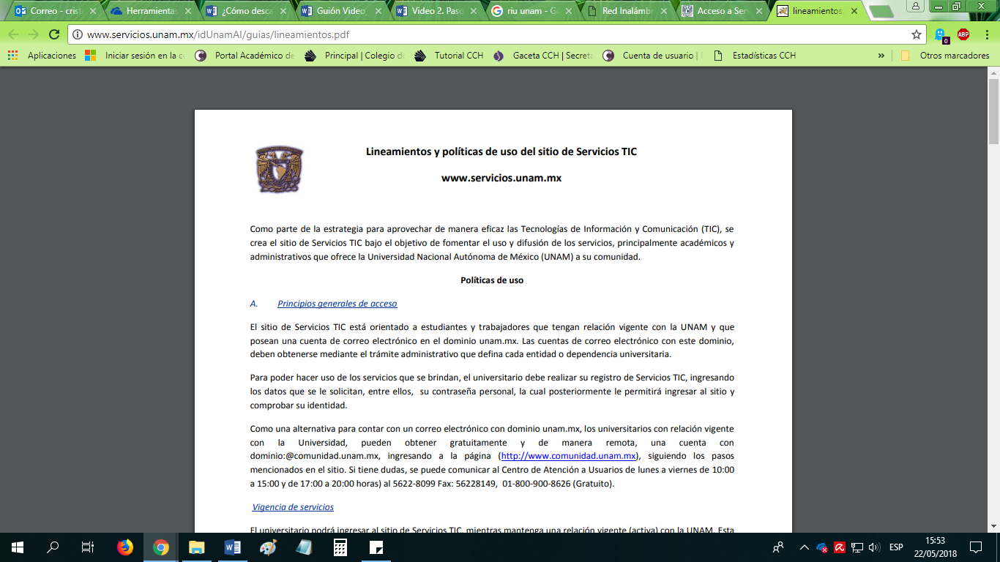 Correo - crist
Herramientas
¿Cómo desca
Guión Video_
Video 2. Paso
riu unam - Go
Red Inalámbr
Acceso a Serv
lineamientos.
www.servicios.unam.mx/idUnamAl/guias/lineamientos.pdf
0
ABP
Aplicaciones
Iniciar sesión en la cu
Portal Académico de
Principal | Colegio de
Tutorial CCH
Gaceta CCH | Secreta
Cuenta de usuario |
Estadísticas CCH
»
Otros marcadores
Lineamientos y políticas de uso del sitio de Servicios TIC
www.servicios.unam.mx
Como parte de la estrategia para aprovechar de manera eficaz las Tecnologías de Información y Comunicación (TIC), se
crea el sitio de Servicios TIC bajo el objetivo de fomentar el uso y difusión de los servicios, principalmente académicos y
administrativos que ofrece la Universidad Nacional Autónoma de México (UNAM) a su comunidad.
Políticas de uso
A. Principios generales de acceso
El sitio de Servicios TIC está orientado a estudiantes y trabajadores que tengan relación vigente con la UNAM y que
posean una cuenta de correo electrónico en el dominio unam.mx. Las cuentas de correo electrónico con este dominio,
deben obtenerse mediante el trámite administrativo que defina cada entidad o dependencia universitaria.
Para poder hacer uso de los servicios que se brindan, el universitario debe realizar su registro de Servicios TIC, ingresando
los datos que se le solicitan, entre ellos, su contraseña personal, la cual posteriormente le permitirá ingresar al sitio y
comprobar su identidad.
Como una alternativa para contar con un correo electrónico con dominio unam.mx, los universitarios con relación vigente
con la Universidad, pueden obtener gratuitamente y de manera remota, una cuenta con
dominio:@comunidad.unam.mx, ingresando a la página (http://www.comunidad.unam.mx), siguiendo los pasos
mencionados en el sitio. Si tiene dudas, se puede comunicar al Centro de Atención a Usuarios de lunes a viernes de 10:00
a 15:00 y de 17:00 a 20:00 horas) al 5622-8099 Fax: 56228149, 01-800-900-8626 (Gratuito).
Vigencia de servicios
El universitario podrá ingresar al sitio de Servicios TIC, mientras mantenga una relación vigente (activa) con la UNAM. Esta
ESP
15:53
22/05/2018